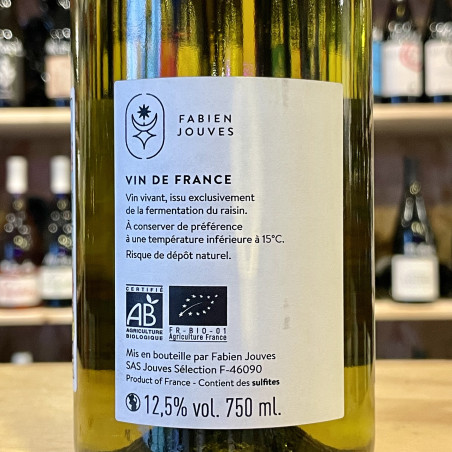 FABIEN
JOUVES
VIN DE FRANCE
Vin vivant, issu exclusivement
de la fermentation du raisin.
À conserver de préférence
à une température inférieure à 15°C.
Risque de dépôt naturel.
CERTIFIÉ
AB
AGRICULTURE
BIOLOGIQUE
FR-BIO-01
Agriculture France
Mis en bouteille par Fabien Jouves
SAS Jouves Sélection F-46090
Product of France - Contient des sulfites
12,5% vol. 750 ml.